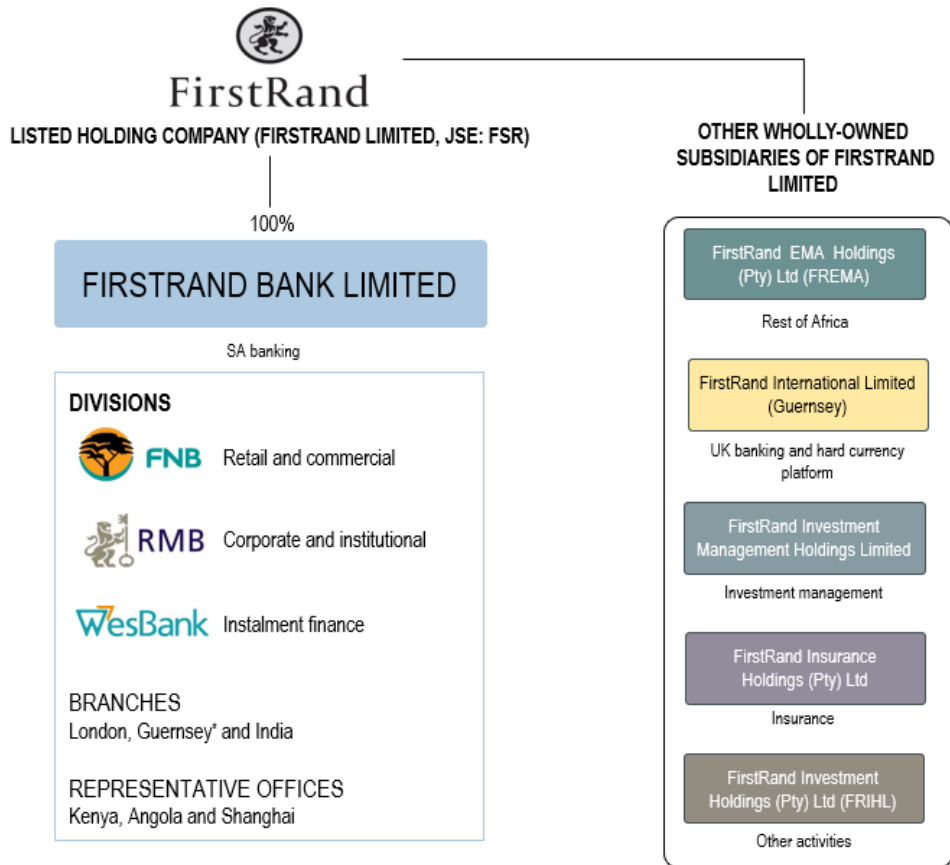 FirstRand
LISTED HOLDING COMPANY (FIRSTRAND LIMITED, JSE: FSR)
100%
FIRSTRAND BANK LIMITED
SA banking
DIVISIONS
FNB Retail and commercial
RMB Corporate and institutional
WesBank Instalment finance
BRANCHES
London, Guernsey* and India
REPRESENTATIVE OFFICES
Kenya, Angola and Shanghai
OTHER WHOLLY-OWNED
SUBSIDIARIES OF FIRSTRAND
LIMITED
FirstRand EMA Holdings
(Pty) Ltd (FREMA)
Rest of Africa
FirstRand International Limited
(Guernsey)
UK banking and hard currency
platform
FirstRand Investment
Management Holdings Limited
Investment management
FirstRand Insurance
Holdings (Pty) Ltd
Insurance
FirstRand Investment
Holdings (Pty) Ltd (FRIHL)
Other activities